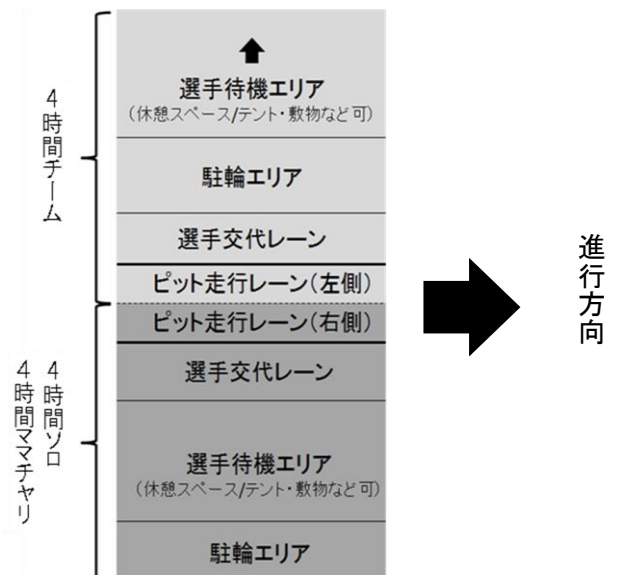 4時間チーム
選手待機エリア
（休憩スペース/テント・敷物など可）
駐輪エリア
選手交代レーン
ピット走行レーン（左側）
ピット走行レーン（右側）
選手交代レーン
選手待機エリア
（休憩スペース/テント・敷物など可）
駐輪エリア
4時間ソロ
4時間ママチャリ
進行方向